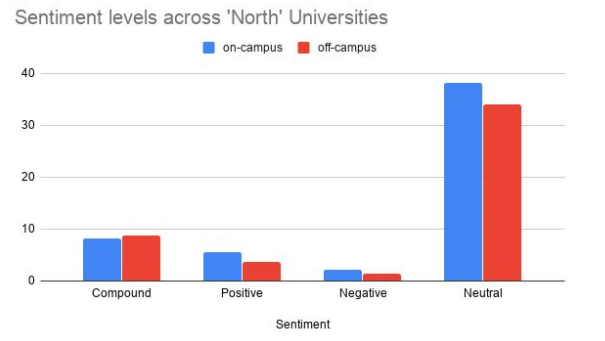 Sentiment levels across 'North' Universities
on-campus off-campus
40
30
20
10
0
Compound Positive Negative Neutral
Sentiment